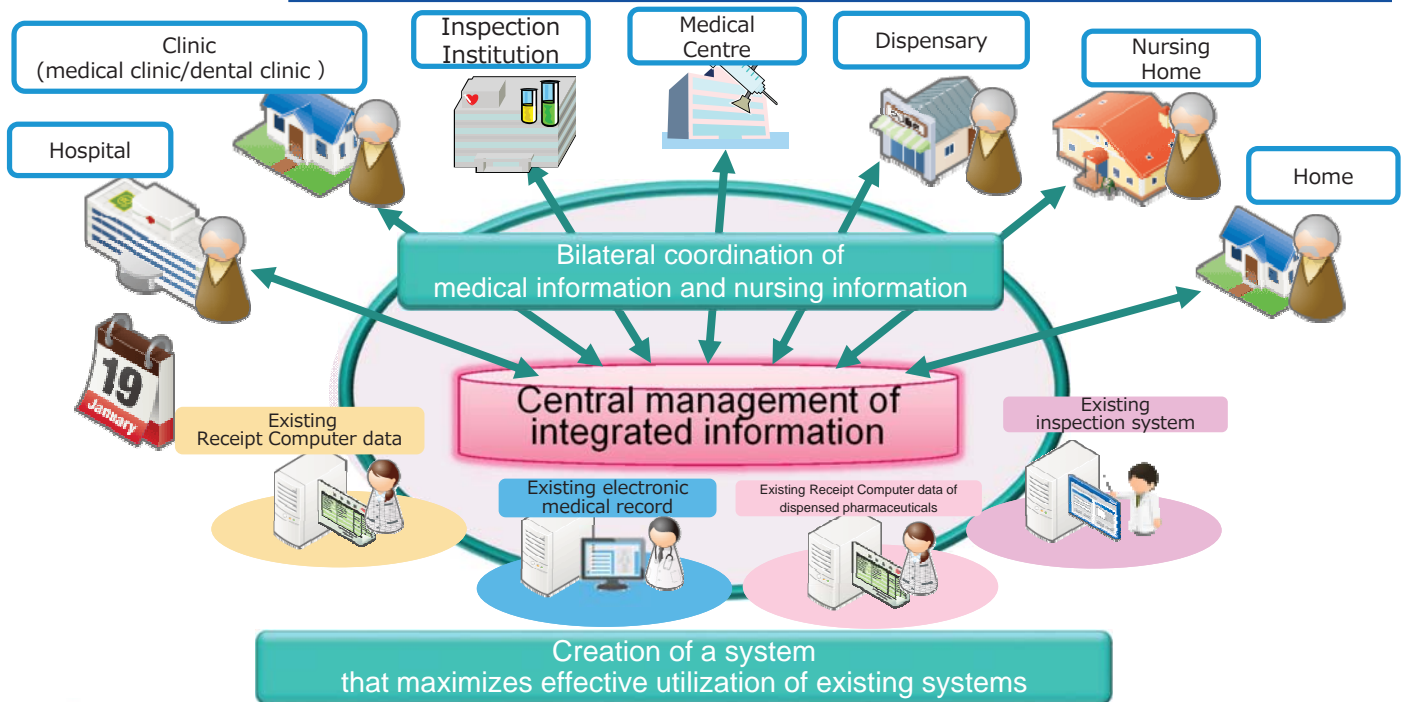 Clinic
(medical clinic/dental clinic )
Inspection
Institution
Medical
Centre
Dispensary
Nursing
Home
Hospital
Home
Bilateral coordination of
medical information and nursing information
19
January
Central management of
integrated information
Existing
Receipt Computer data
Existing
inspection system
Existing electronic
medical record
Existing Receipt Computer data of
dispensed pharmaceuticals
Creation of a system
that maximizes effective utilization of existing systems